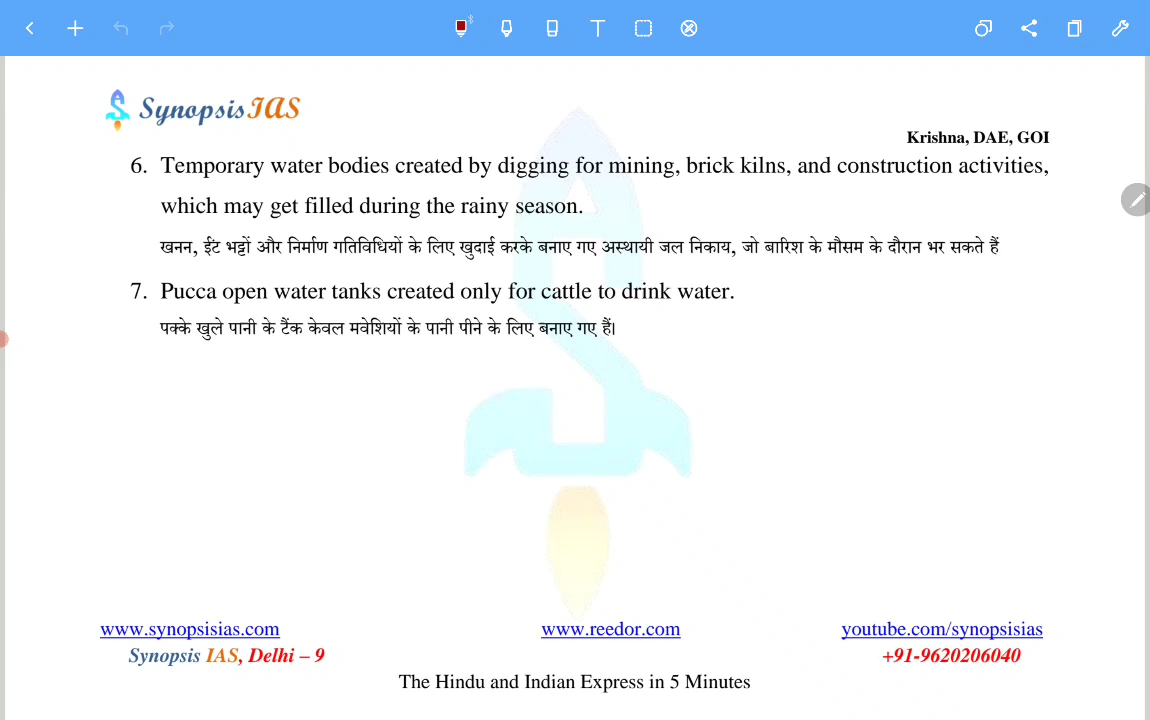 Synopsis IAS
Krishna, DAE, GOI
6. Temporary water bodies created by digging for mining, brick kilns, and construction activities,
which may get filled during the rainy season.
खनन, ईंट भट्टों और निर्माण गतिविधियों के लिए खुदाई करके बनाए गए अस्थायी जल निकाय, जो बारिश के मौसम के दौरान भर सकते हैं
7. Pucca open water tanks created only for cattle to drink water.
पक्के खुले पानी के टैंक केवल मवेशियों के पानी पीने के लिए बनाए गए हैं।
www.synopsisias.com www.reedor.com youtube.com/synopsisias
Synopsis IAS, Delhi – 9 +91-9620206040
The Hindu and Indian Express in 5 Minutes